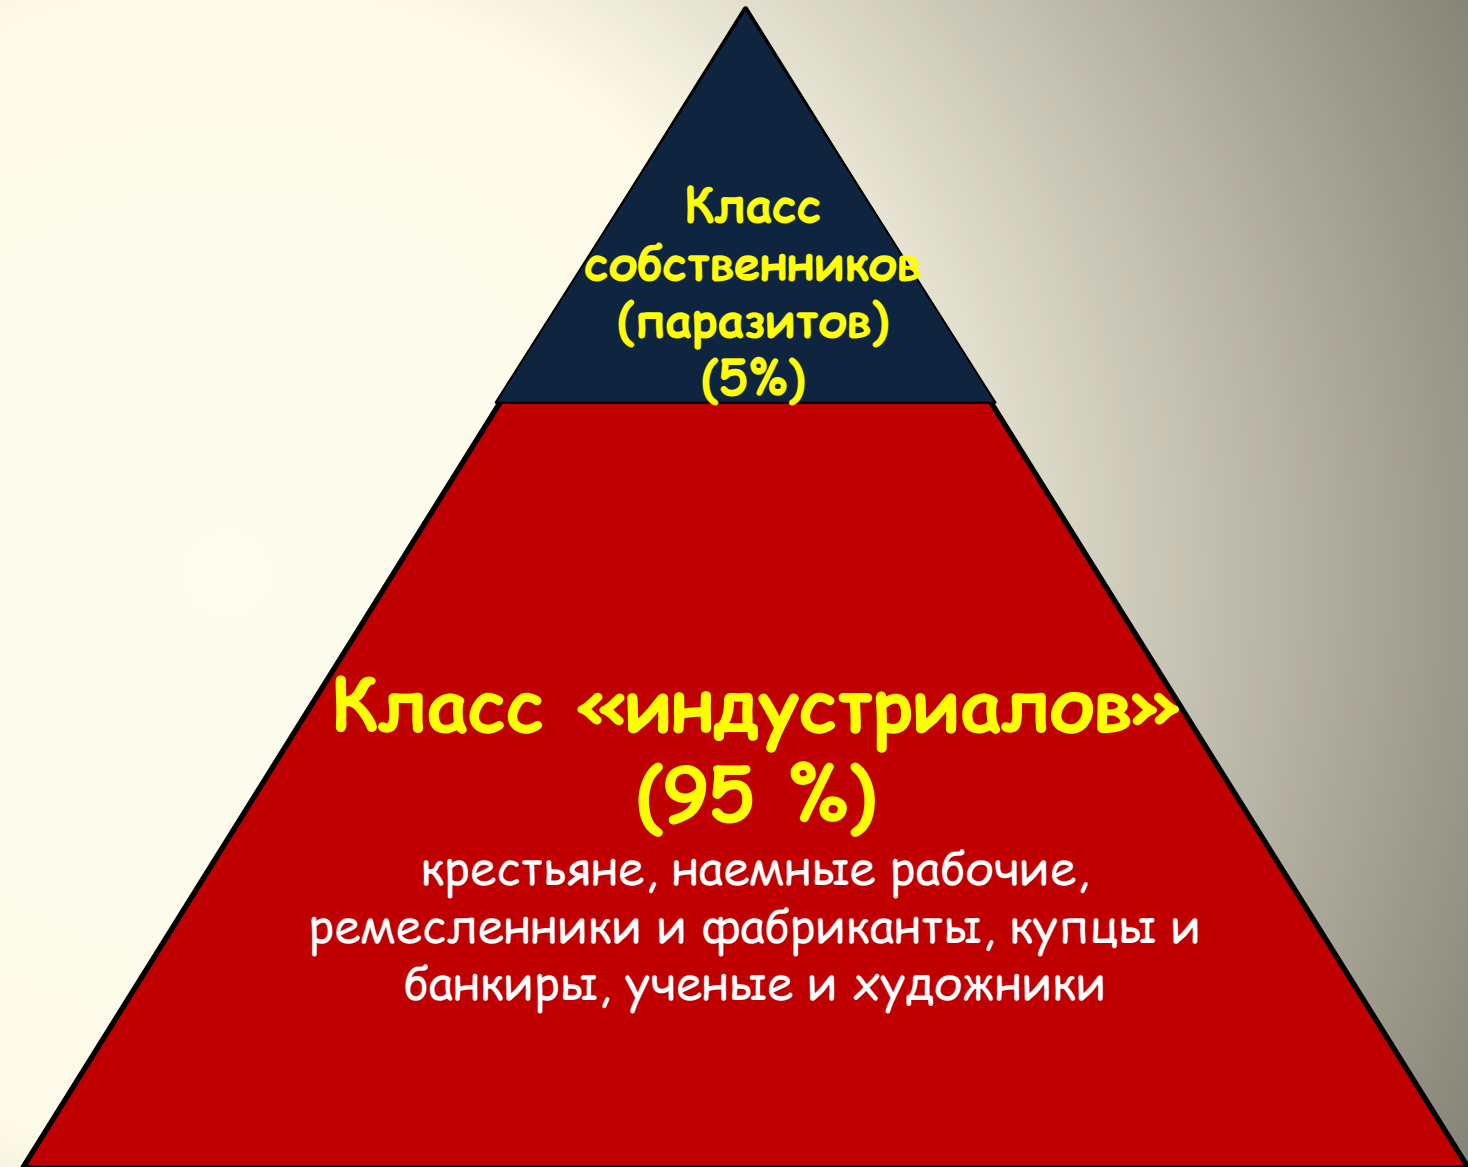 Класс
собственников
(паразитов)
(5%)
Класс «индустриалов»
(95 %)
крестьяне, наемные рабочие,
ремесленники и фабриканты, купцы и
банкиры, ученые и художники